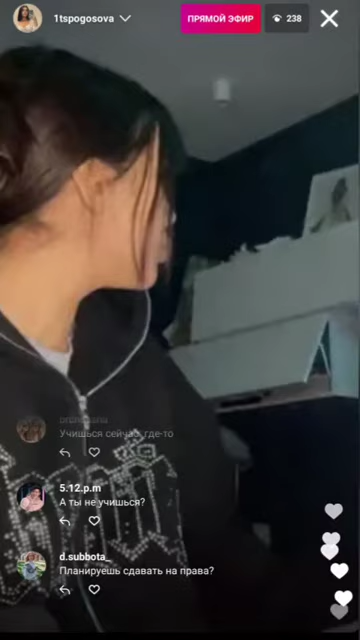 1tspogosova
ПРЯМОЙ ЭФИР
238
Учишься сейчас где-то
5.12.p.m
А ты не учишься?
d.subbota_
Планируешь сдавать на права?